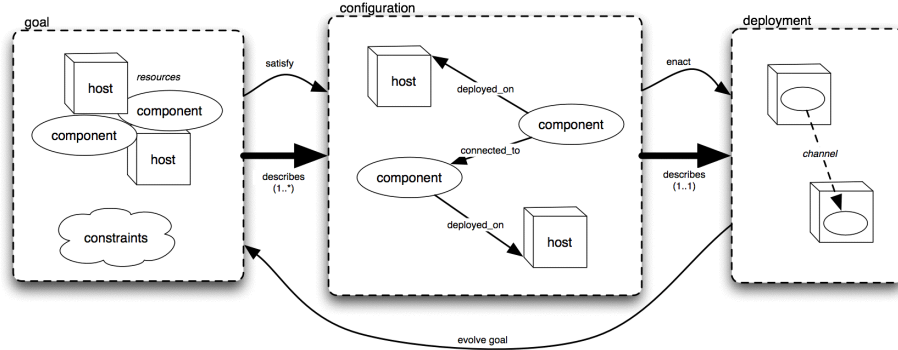 goal
configuration
deployment
resources
host
component
component
host
constraints
satisfy
describes
(1..*)
host
deployed_on
component
connected_to
component
deployed_on
host
enact
describes
(1..1)
channel
evolve goal